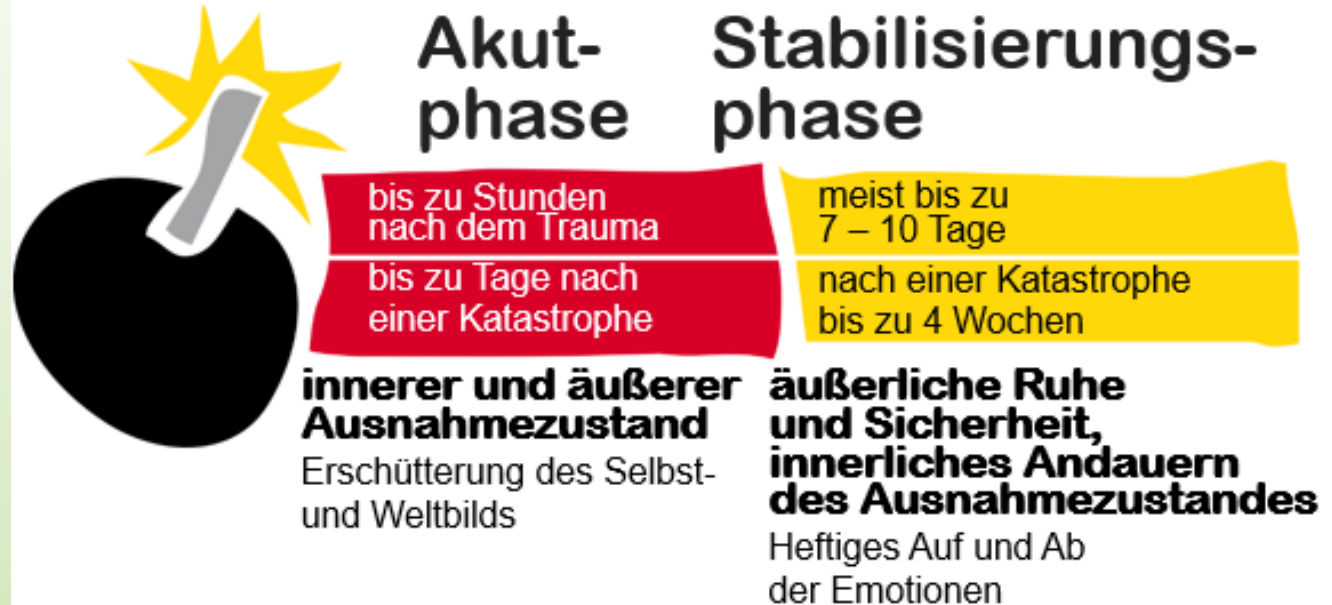 Akut-
phase
bis zu Stunden
nach dem Trauma
bis zu Tage nach
einer Katastrophe
innerer und äußerer
Ausnahmezustand
Erschütterung des Selbst-
und Weltbilds
Stabilisierungs-
phase
meist bis zu
7 – 10 Tage
nach einer Katastrophe
bis zu 4 Wochen
äußerliche Ruhe
und Sicherheit,
innerliches Andauern
des Ausnahmezustandes
Heftiges Auf und Ab
der Emotionen